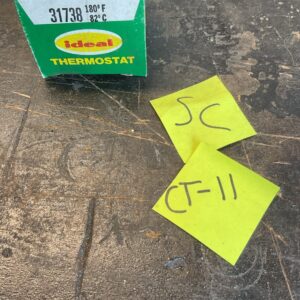 31738 180° F
82° C
ideal
THERMOSTAT
SC
CT-11